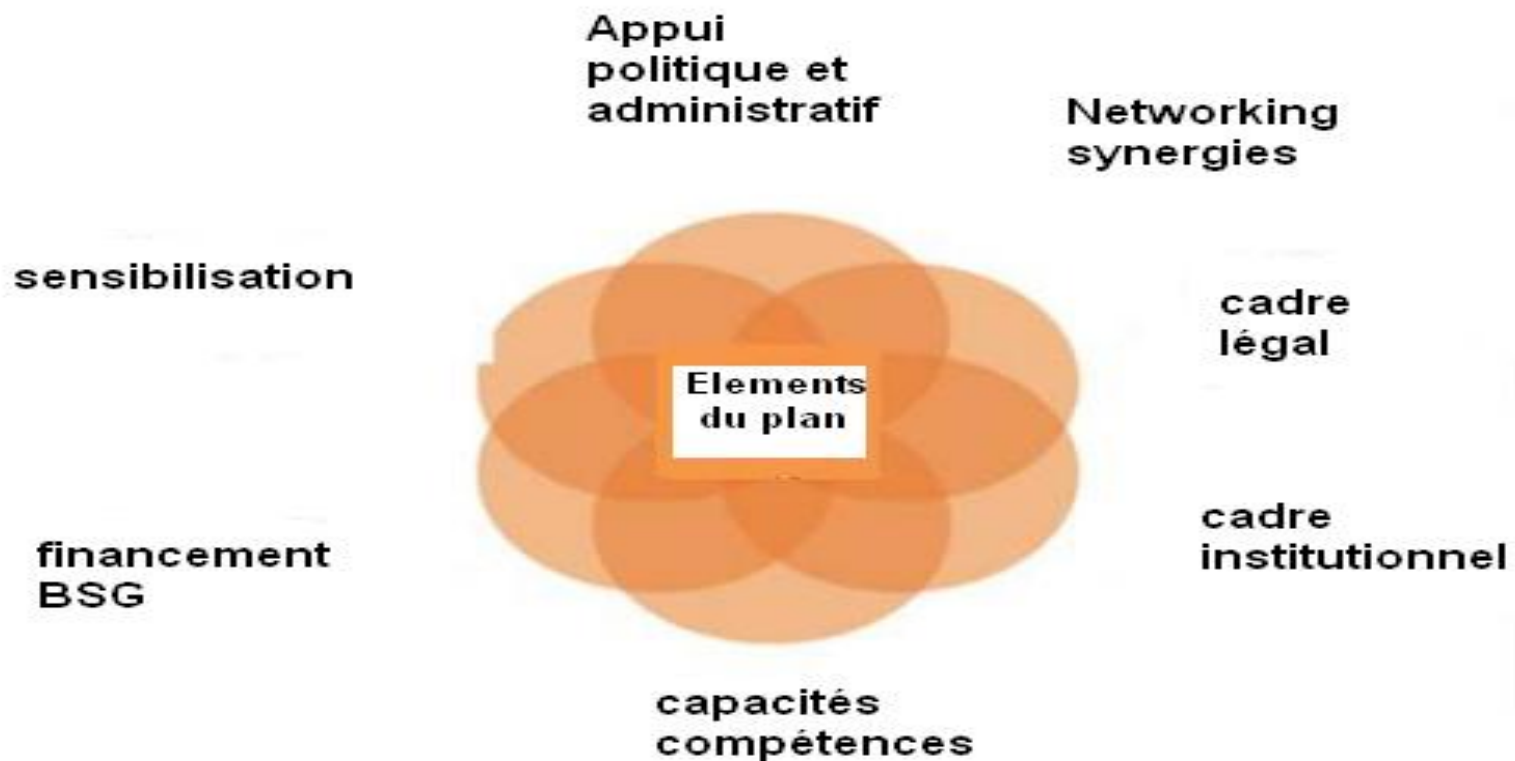 Appui
politique et
administratif
Networking
synergies
sensibilisation
cadre
légal
Elements
du plan
cadre
institutionnel
financement
BSG
capacités
compétences